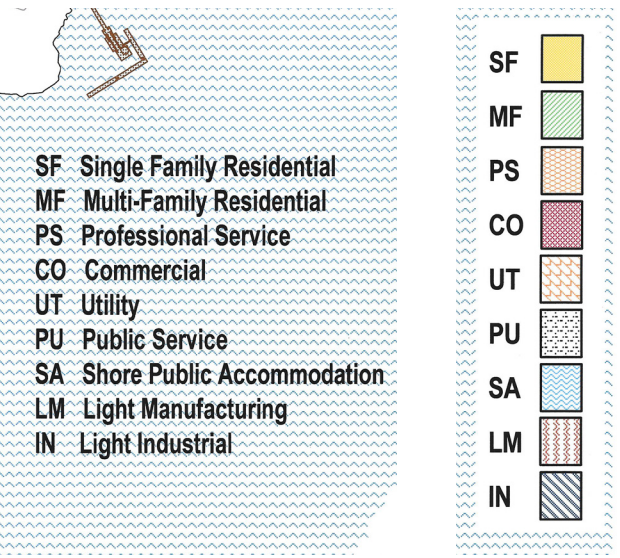 SF Single Family Residential
MF Multi-Family Residential
PS Professional Service
CO Commercial
UT Utility
PU Public Service
SA Shore Public Accommodation
LM Light Manufacturing
IN Light Industrial
SF
MF
PS
CO
UT
PU
SA
LM
IN